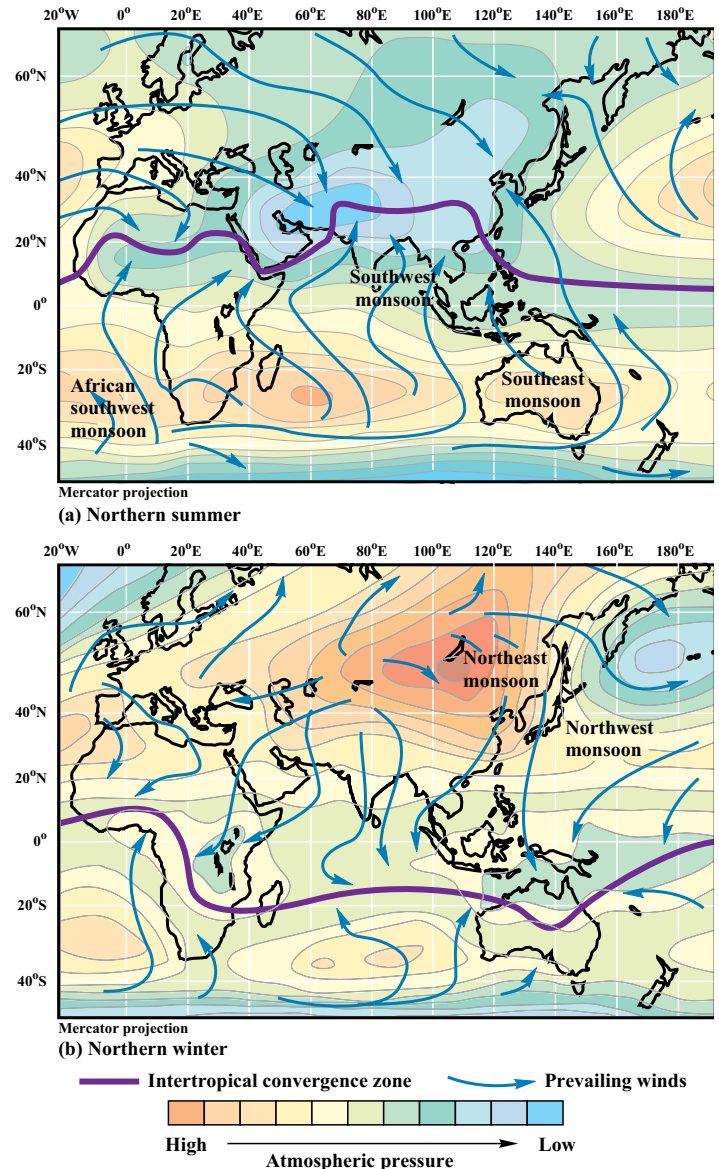 20°W 0° 20°E 40°E 60°E 80°E 100°E 120°E 140°E 160°E 180°E
60°N
40°N
20°N
0°
20°S
40°S
Southwest
monsoon
African
southwest
monsoon
Southeast
monsoon
Mercator projection
(a) Northern summer
20°W 0° 20°E 40°E 60°E 80°E 100°E 120°E 140°E 160°E 180°E
60°N
40°N
20°N
0°
20°S
40°S
Northeast
monsoon
Northwest
monsoon
Mercator projection
(b) Northern winter
Intertropical convergence zone Prevailing winds
High Low
Atmospheric pressure